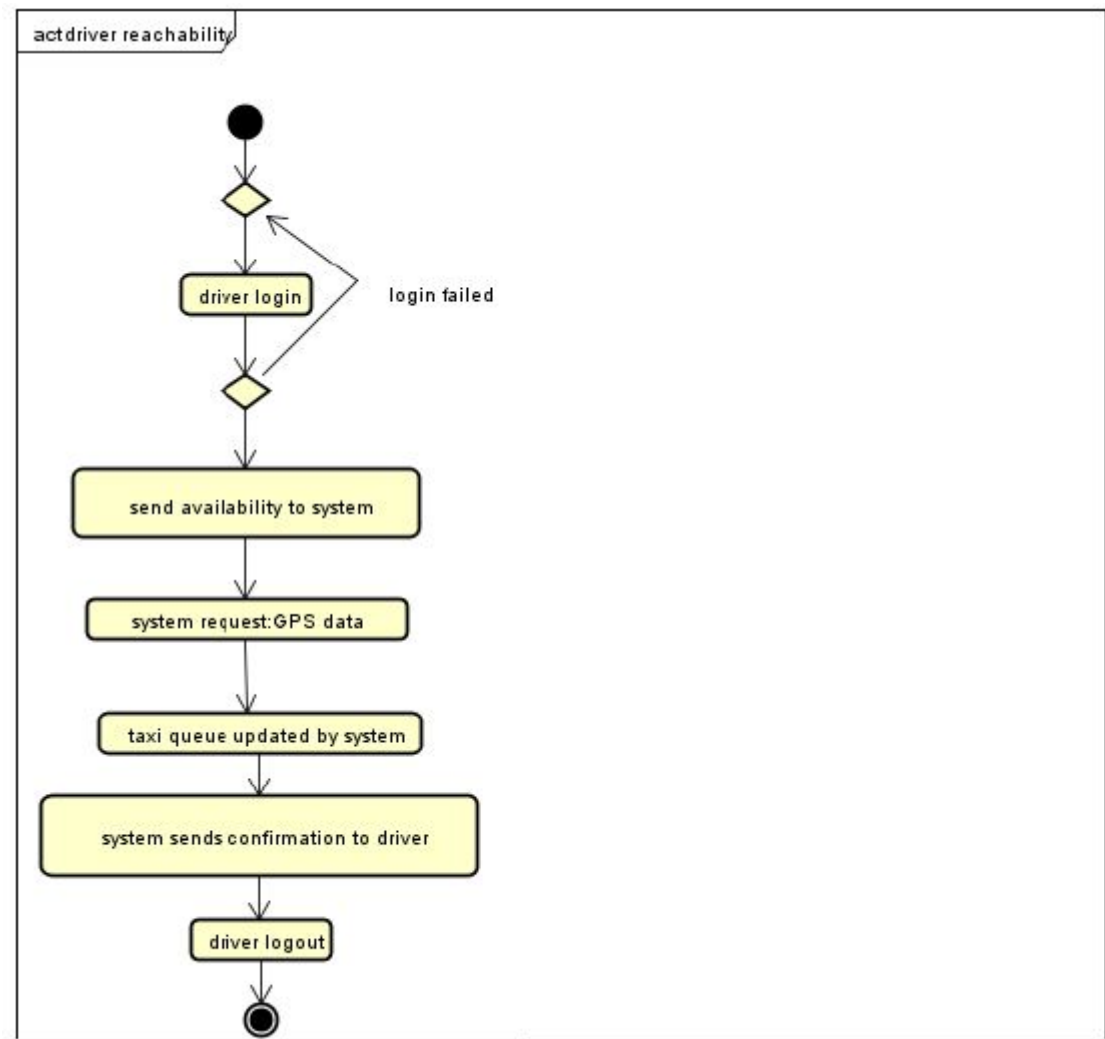 actdriver reachability
driver login
login failed
send availability to system
system request:GPS data
taxi queue updated by system
system sends confirmation to driver
driver logout